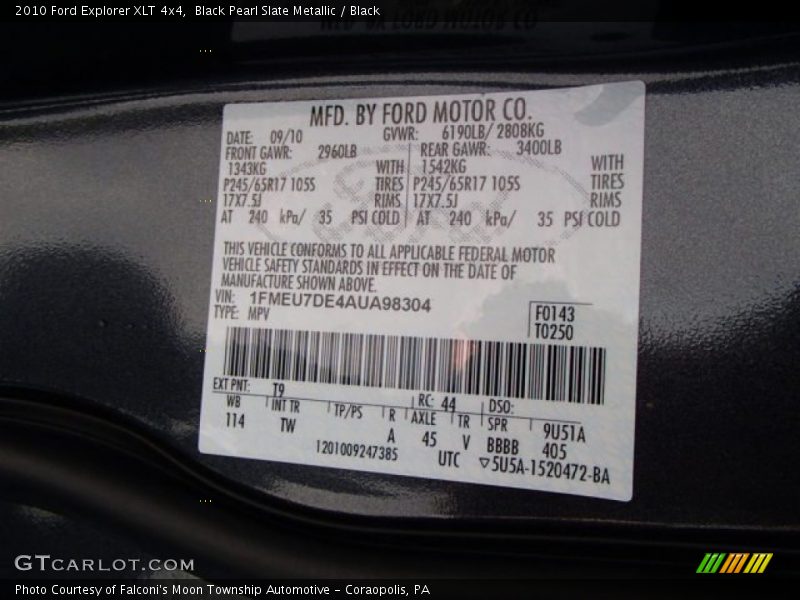 2010 Ford Explorer XLT 4x4,  Black Pearl Slate Metallic / Black
MFD. BY FORD MOTOR CO.
DATE: 09/10 GVWR: 6190LB/ 2808KG
FRONT GAWR: 2960LB REAR GAWR: 3400LB
1343KG WITH 1542KG WITH
P245/65R17 105S TIRES P245/65R17 105S TIRES
17X7.5J RIMS 17X7.5J RIMS
AT 240 kPa/ 35 PSI COLD AT 240 kPa/ 35 PSI COLD
THIS VEHICLE CONFORMS TO ALL APPLICABLE FEDERAL MOTOR
VEHICLE SAFETY STANDARDS IN EFFECT ON THE DATE OF
MANUFACTURE SHOWN ABOVE.
VIN: 1FMEU7DE4AUA98304
TYPE: MPV
F0143
T0250
EXT PNT: T9 RC: 44 DSO:
WB INT TR TP/PS R AXLE TR SPR 9U51A
114 TW A 45 V BBBB 405
1201009247385 UTC ▽5U5A-1520472-BA
GTCARLOT.COM
Photo Courtesy of Falconi's Moon Township Automotive - Coraopolis, PA